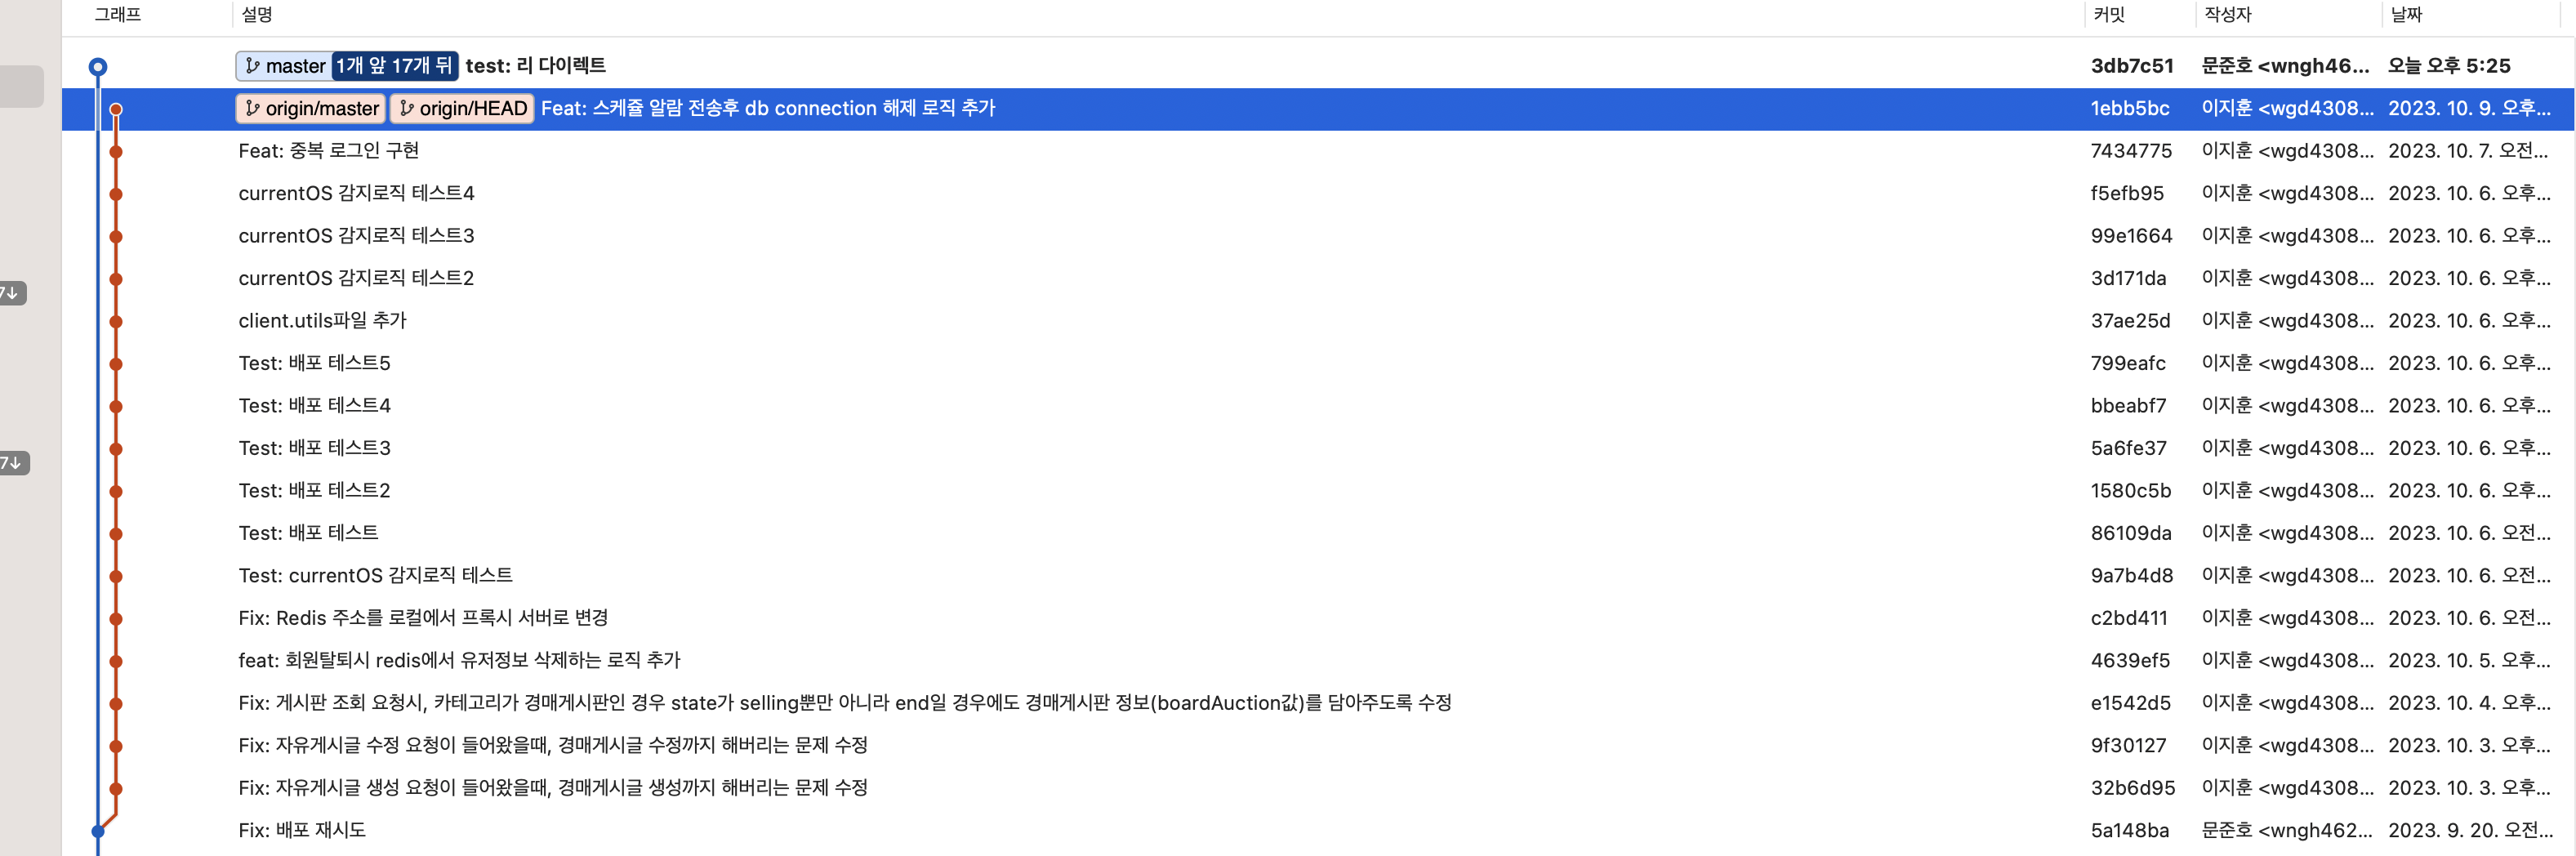 그래프 설명 커밋 작성자 날짜
master 1개 앞 17개 뒤 test: 리 다이렉트 3db7c51 문준호 <wngh46... 오늘 오후 5:25
origin/master origin/HEAD Feat: 스케쥴 알람 전송후 db connection 해제 로직 추가 1ebb5bc 이지훈 <wgd4308... 2023. 10. 9. 오후...
Feat: 중복 로그인 구현 7434775 이지훈 <wgd4308... 2023. 10. 7. 오전...
currentOS 감지로직 테스트4 f5efb95 이지훈 <wgd4308... 2023. 10. 6. 오후...
currentOS 감지로직 테스트3 99e1664 이지훈 <wgd4308... 2023. 10. 6. 오후...
currentOS 감지로직 테스트2 3d171da 이지훈 <wgd4308... 2023. 10. 6. 오후...
7↓
client.utils파일 추가 37ae25d 이지훈 <wgd4308... 2023. 10. 6. 오후...
Test: 배포 테스트5 799eafc 이지훈 <wgd4308... 2023. 10. 6. 오후...
Test: 배포 테스트4 bbeabf7 이지훈 <wgd4308... 2023. 10. 6. 오후...
Test: 배포 테스트3 5a6fe37 이지훈 <wgd4308... 2023. 10. 6. 오후...
7↓
Test: 배포 테스트2 1580c5b 이지훈 <wgd4308... 2023. 10. 6. 오후...
Test: 배포 테스트 86109da 이지훈 <wgd4308... 2023. 10. 6. 오전...
Test: currentOS 감지로직 테스트 9a7b4d8 이지훈 <wgd4308... 2023. 10. 6. 오전...
Fix: Redis 주소를 로컬에서 프록시 서버로 변경 c2bd411 이지훈 <wgd4308... 2023. 10. 6. 오전...
feat: 회원탈퇴시 redis에서 유저정보 삭제하는 로직 추가 4639ef5 이지훈 <wgd4308... 2023. 10. 5. 오후...
Fix: 게시판 조회 요청시, 카테고리가 경매게시판인 경우 state가 selling뿐만 아니라 end일 경우에도 경매게시판 정보(boardAuction값)를 담아주도록 수정 e1542d5 이지훈 <wgd4308... 2023. 10. 4. 오후...
Fix: 자유게시글 수정 요청이 들어왔을때, 경매게시글 수정까지 해버리는 문제 수정 9f30127 이지훈 <wgd4308... 2023. 10. 3. 오후...
Fix: 자유게시글 생성 요청이 들어왔을때, 경매게시글 생성까지 해버리는 문제 수정 32b6d95 이지훈 <wgd4308... 2023. 10. 3. 오후...
Fix: 배포 재시도 5a148ba 문준호 <wngh462... 2023. 9. 20. 오전...